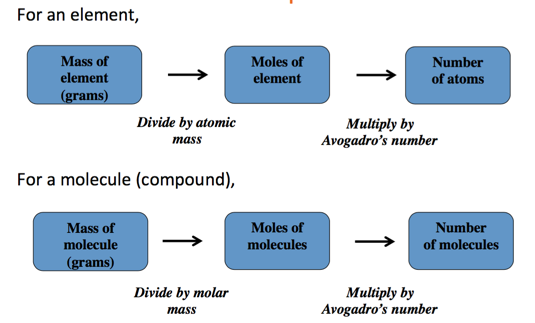 For an element,
Mass of
element
(grams)
Moles of
element
Number
of atoms
Divide by atomic
mass
Multiply by
Avogadro's number
For a molecule (compound),
Mass of
molecule
(grams)
Moles of
molecules
Number
of molecules
Divide by molar
mass
Multiply by
Avogadro's number